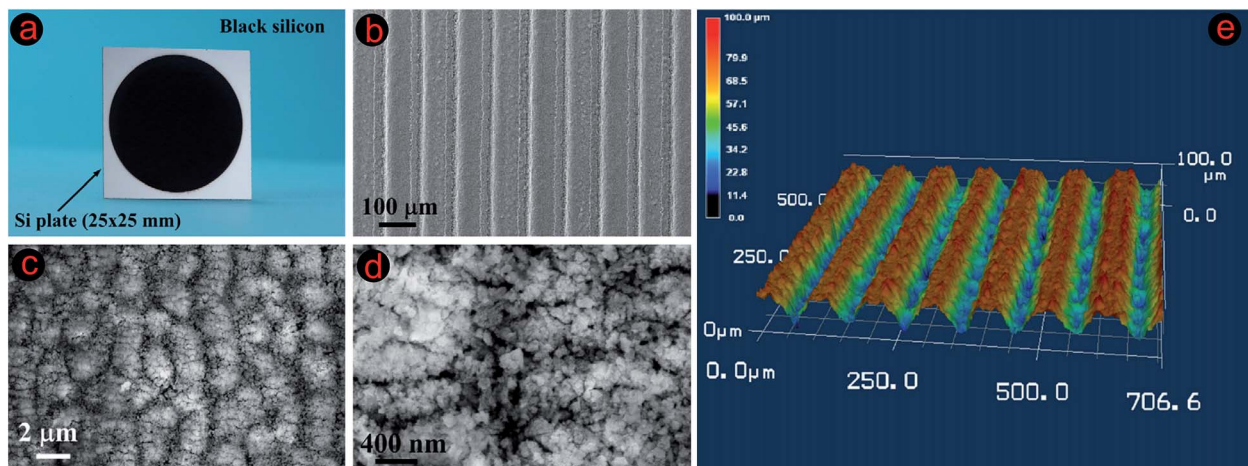 a
Black silicon
Si plate (25x25 mm)
b
100 μm
c
2 μm
d
400 nm
e
100.0 μm
79.9
68.5
57.1
45.6
34.2
22.8
11.4
0.0
100.0
μm
0.0
500.0
250.0
0μm
0.0μm
250.0
500.0
706.6